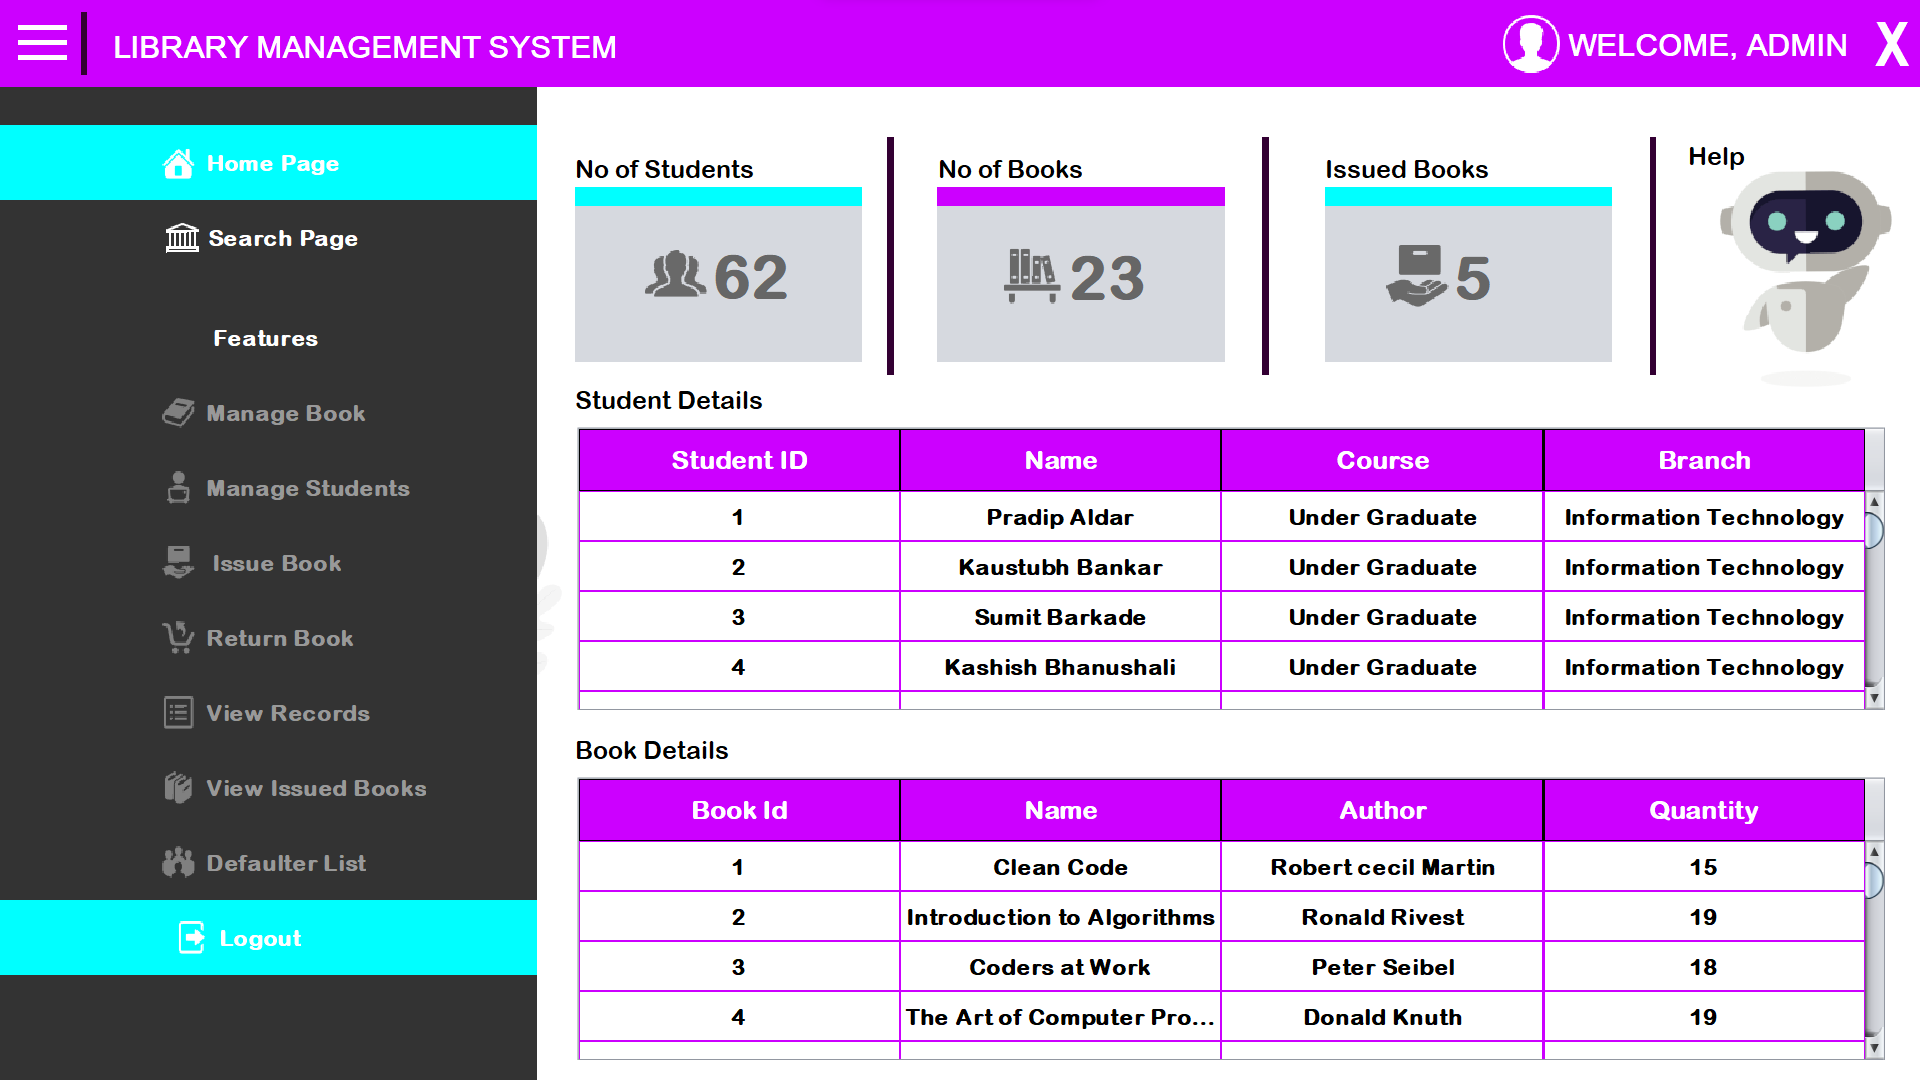 LIBRARY MANAGEMENT SYSTEM
WELCOME, ADMIN X
Home Page
Search Page
Features
Manage Book
Manage Students
Issue Book
Return Book
View Records
View Issued Books
Defaulter List
Logout
No of Students
62
No of Books
23
Issued Books
5
Help
Student Details
Student ID Name Course Branch
1 Pradip Aldar Under Graduate Information Technology
2 Kaustubh Bankar Under Graduate Information Technology
3 Sumit Barkade Under Graduate Information Technology
4 Kashish Bhanushali Under Graduate Information Technology
Book Details
Book Id Name Author Quantity
1 Clean Code Robert cecil Martin 15
2 Introduction to Algorithms Ronald Rivest 19
3 Coders at Work Peter Seibel 18
4 The Art of Computer Pro... Donald Knuth 19